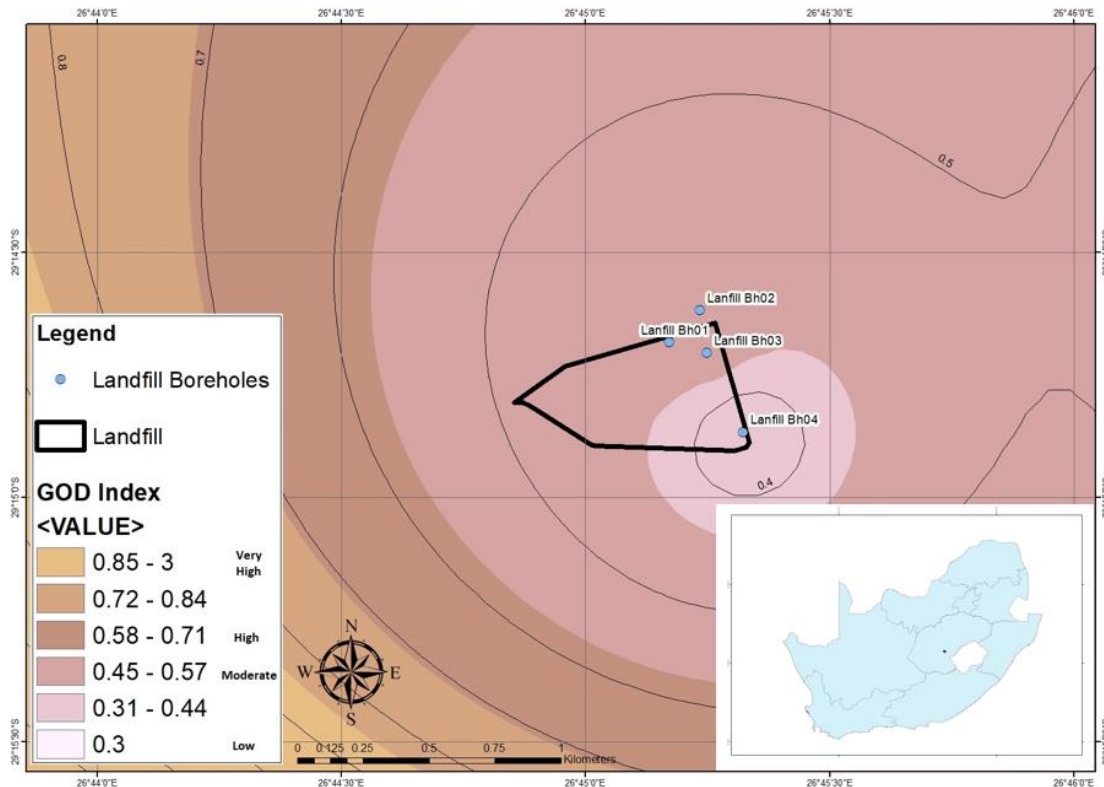 26°44'0"E 26°44'30"E 26°45'0"E 26°45'30"E 26°46'0"E
0.8
0.7
0.5
29°14'30"S
Lanfill Bh02
Lanfill Bh01
Lanfill Bh03
Lanfill Bh04
0.4
29°15'0"S
29°15'30"S
Legend
Landfill Boreholes
Landfill
GOD Index
<VALUE>
0.85 - 3 Very High
0.72 - 0.84
0.58 - 0.71 High
0.45 - 0.57 Moderate
0.31 - 0.44
0.3 Low
N
W E
S
0 0.125 0.25 0.5 0.75 1
Kilometers
26°44'0"E 26°44'30"E 26°45'0"E 26°45'30"E 26°46'0"E